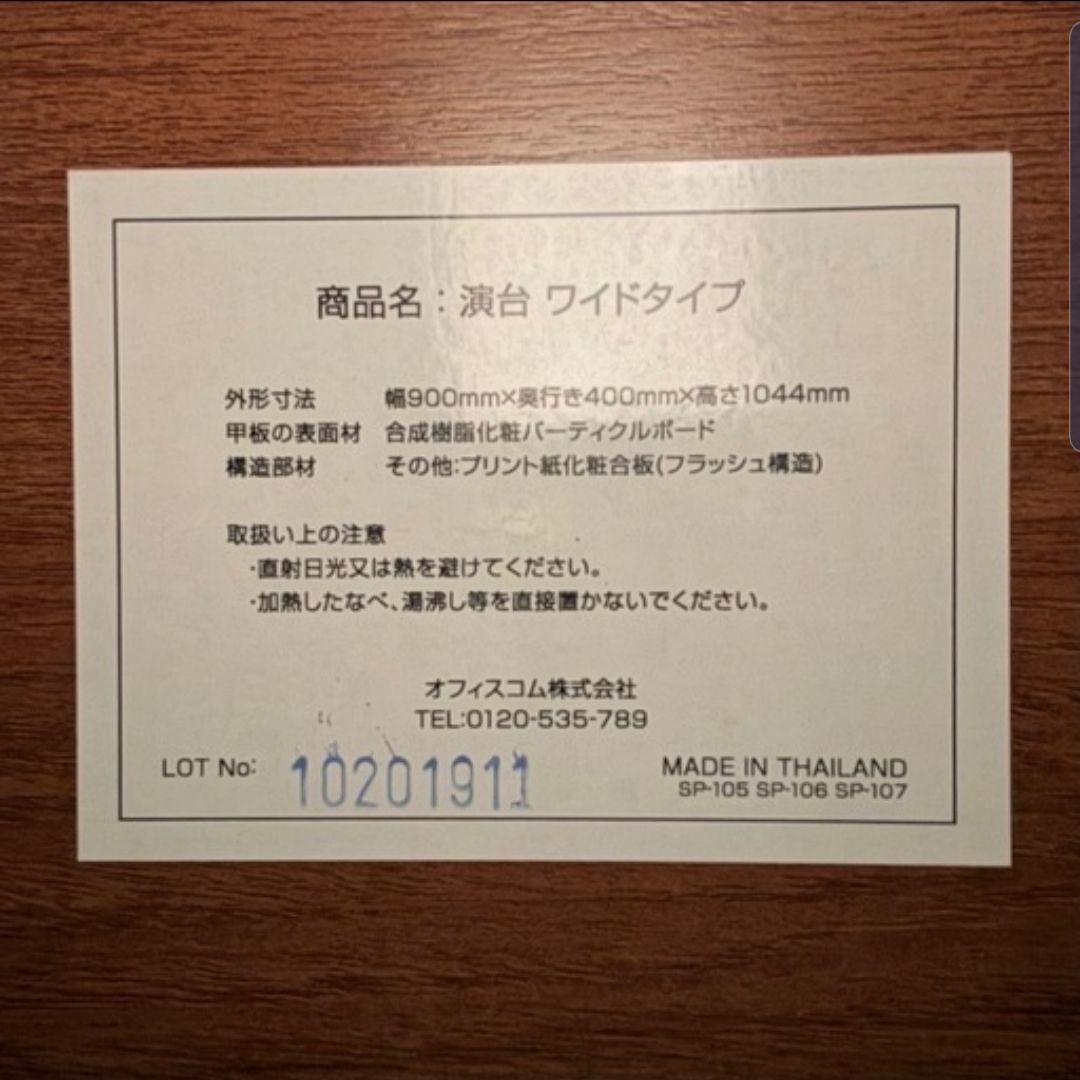 商品名：演台 ワイドタイプ
外形寸法 幅900mm×奥行き400mm×高さ1044mm
甲板の表面材 合成樹脂化粧パーティクルボード
構造部材 その他:プリント紙化粧合板(フラッシュ構造)
取扱い上の注意
・直射日光又は熱を避けてください。
・加熱したなべ、湯沸し等を直接置かないでください。
オフィスコム株式会社
TEL:0120-535-789
LOT No: 10201911
MADE IN THAILAND
SP-105 SP-106 SP-107